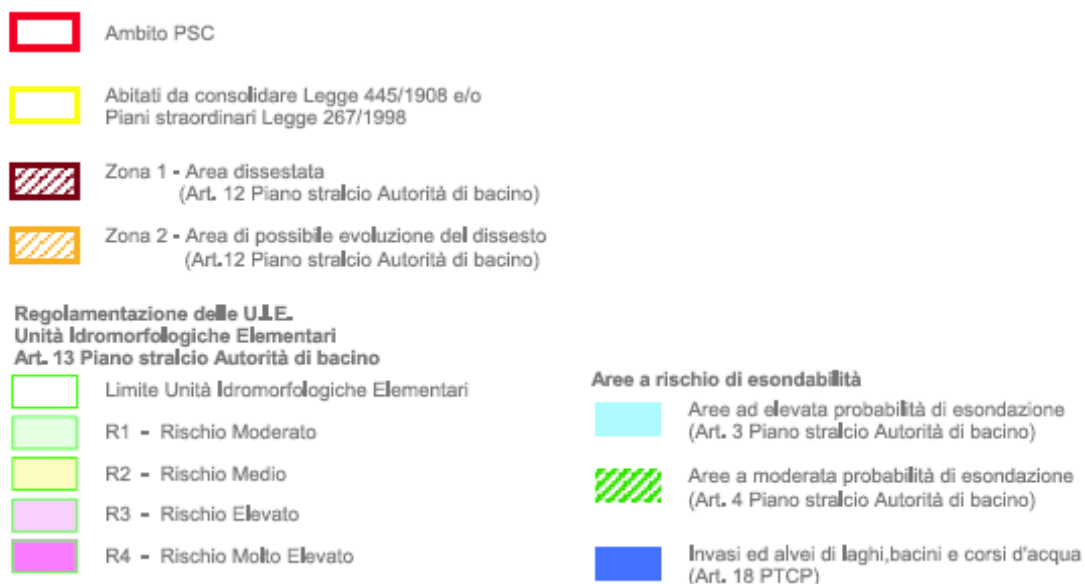 Ambito PSC
Abitati da consolidare Legge 445/1908 e/o
Piani straordinari Legge 267/1998
Zona 1 - Area dissestata
(Art. 12 Piano stralcio Autorità di bacino)
Zona 2 - Area di possibile evoluzione del dissesto
(Art.12 Piano stralcio Autorità di bacino)
Regolamentazione delle U.I.E.
Unità Idromorfologiche Elementari
Art. 13 Piano stralcio Autorità di bacino
Limite Unità Idromorfologiche Elementari
R1 - Rischio Moderato
R2 - Rischio Medio
R3 - Rischio Elevato
R4 - Rischio Molto Elevato
Aree a rischio di esondabilità
Aree ad elevata probabilità di esondazione
(Art. 3 Piano stralcio Autorità di bacino)
Aree a moderata probabilità di esondazione
(Art. 4 Piano stralcio Autorità di bacino)
Invasi ed alvei di laghi,bacini e corsi d'acqua
(Art. 18 PTCP)